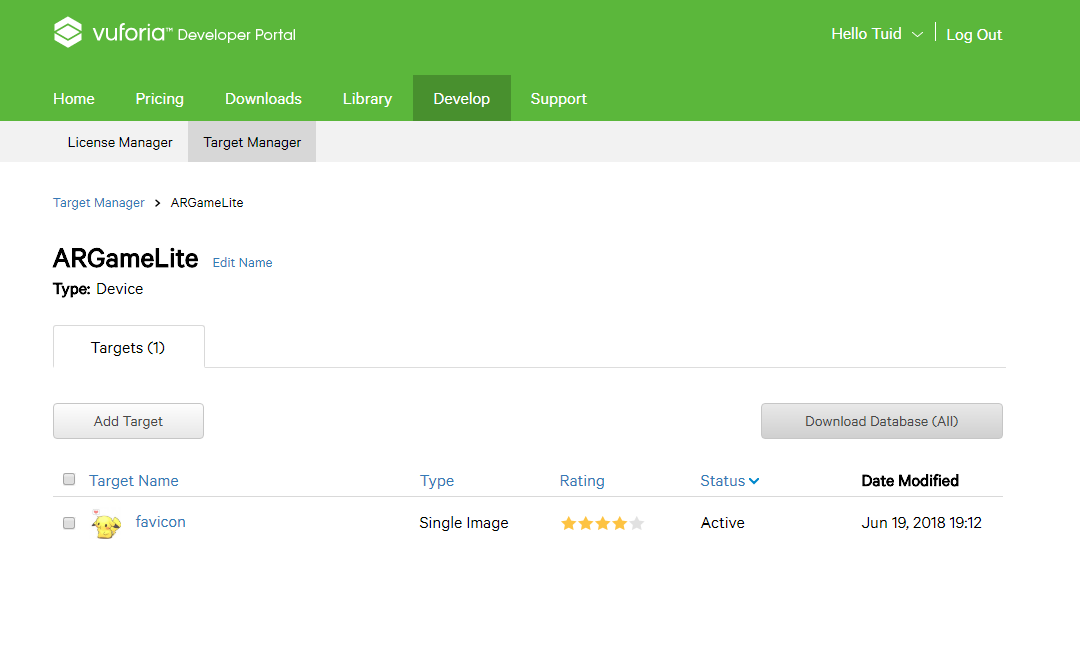 vuforia™ Developer Portal
Hello Tuid
Log Out
Home Pricing Downloads Library Develop Support
License Manager Target Manager
Target Manager > ARGameLite
ARGameLite Edit Name
Type: Device
Targets (1)
Add Target Download Database (All)
Target Name Type Rating Status Date Modified
favicon Single Image Active Jun 19, 2018 19:12